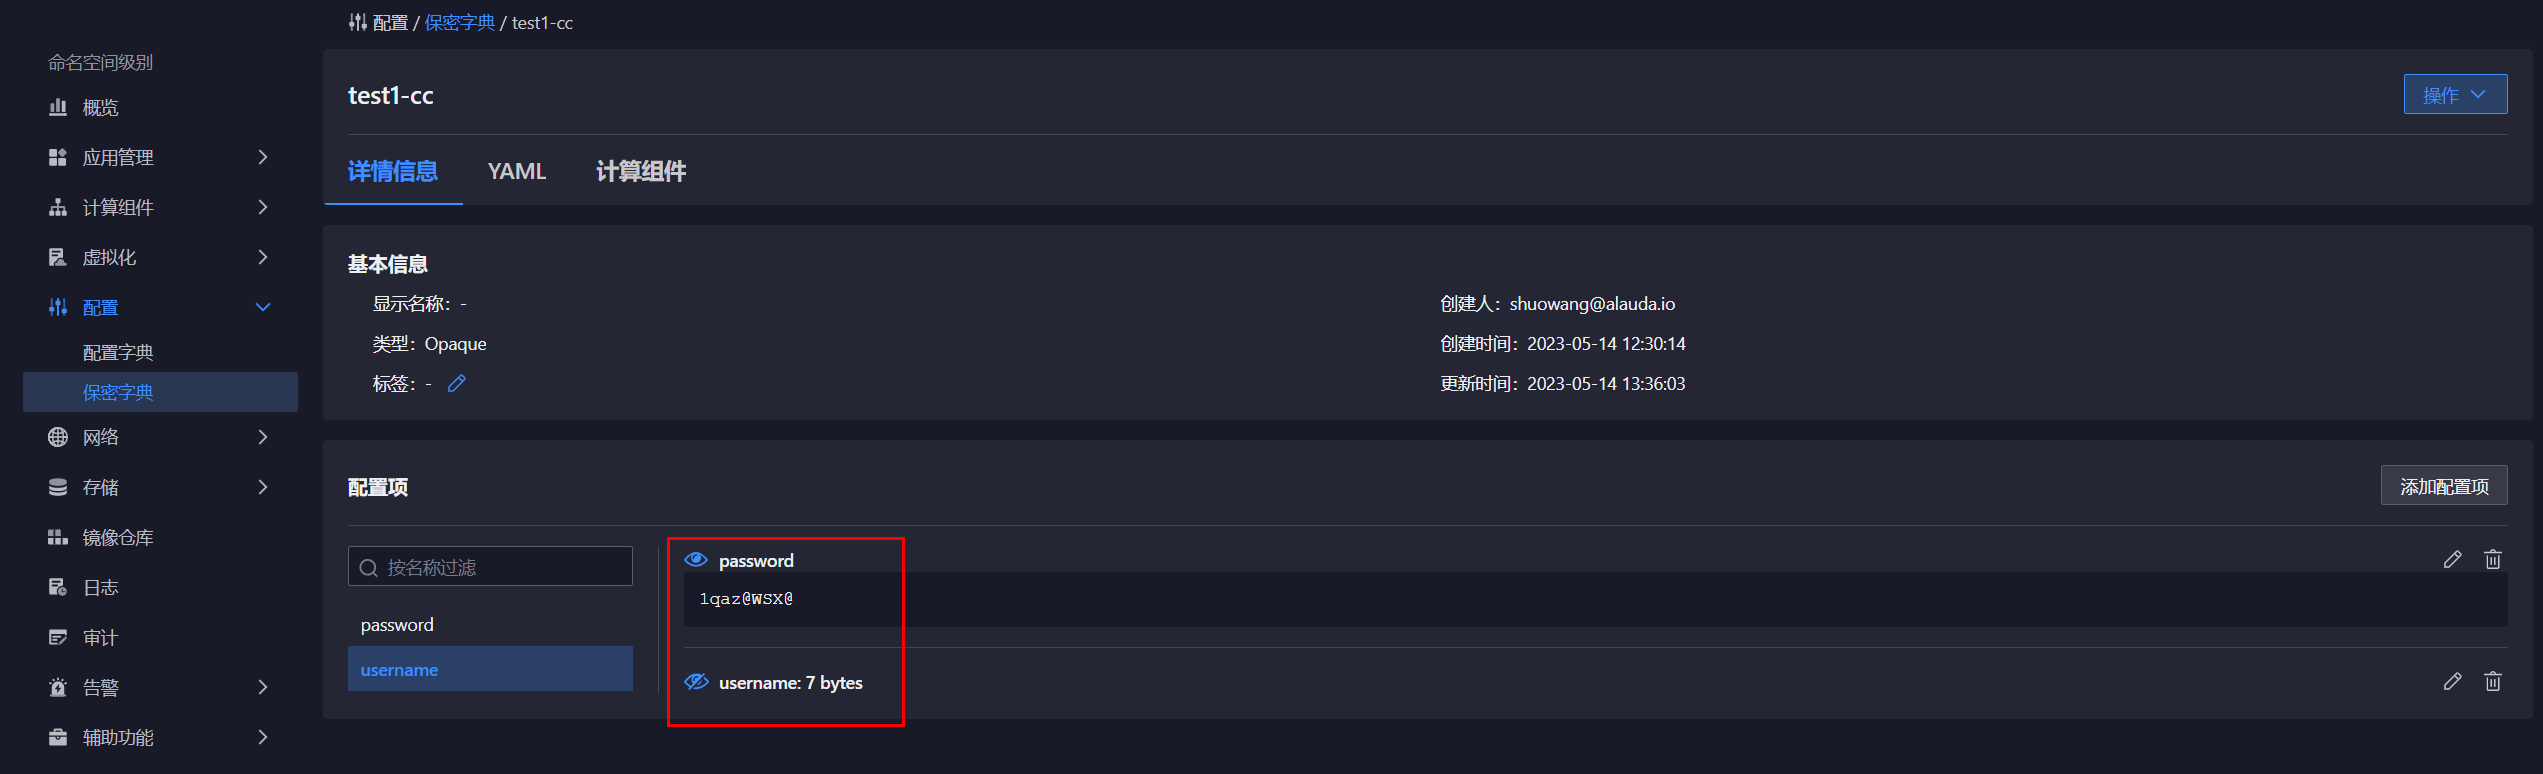 配置 / 保密字典 / test1-cc
命名空间级别
概览
应用管理
计算组件
虚拟化
配置
配置字典
保密字典
网络
存储
镜像仓库
日志
审计
告警
辅助功能
test1-cc
操作
详情信息 YAML 计算组件
基本信息
显示名称： -
创建人： shuowang@alauda.io
类型： Opaque
创建时间： 2023-05-14 12:30:14
标签： -
更新时间： 2023-05-14 13:36:03
配置项
添加配置项
按名称过滤
password
username
password
1qaz@WSX@
username: 7 bytes